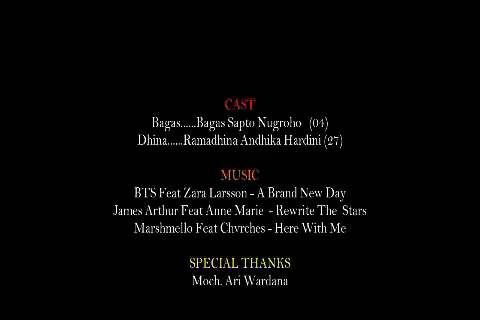 CAST
Bagas......Bagas Sapto Nugroho (04)
Dhina......Ramadhina Andhika Hardini (27)
MUSIC
BTS Feat Zara Larsson - A Brand New Day
James Arthur Feat Anne Marie - Rewrite The Stars
Marshmello Feat Chvrches - Here With Me
SPECIAL THANKS
Moch. Ari Wardana